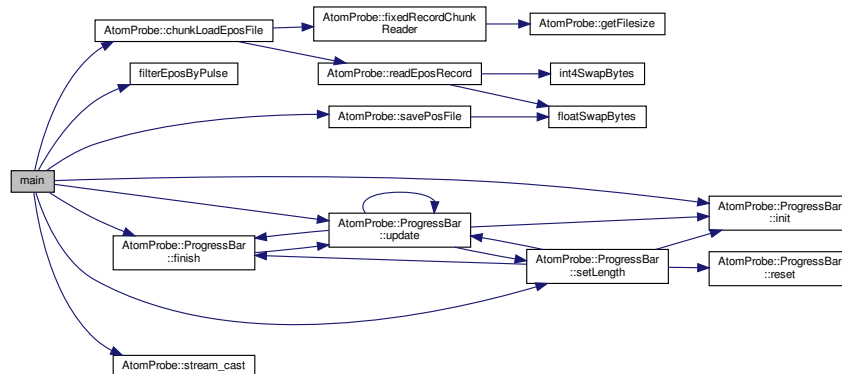 AtomProbe::chunkLoadEposFile
AtomProbe::fixedRecordChunk
Reader
AtomProbe::getFilesize
filterEposByPulse
AtomProbe::readEposRecord
int4SwapBytes
AtomProbe::savePosFile
floatSwapBytes
main
AtomProbe::ProgressBar
::init
AtomProbe::ProgressBar
::update
AtomProbe::ProgressBar
::finish
AtomProbe::ProgressBar
::setLength
AtomProbe::ProgressBar
::reset
AtomProbe::stream_cast